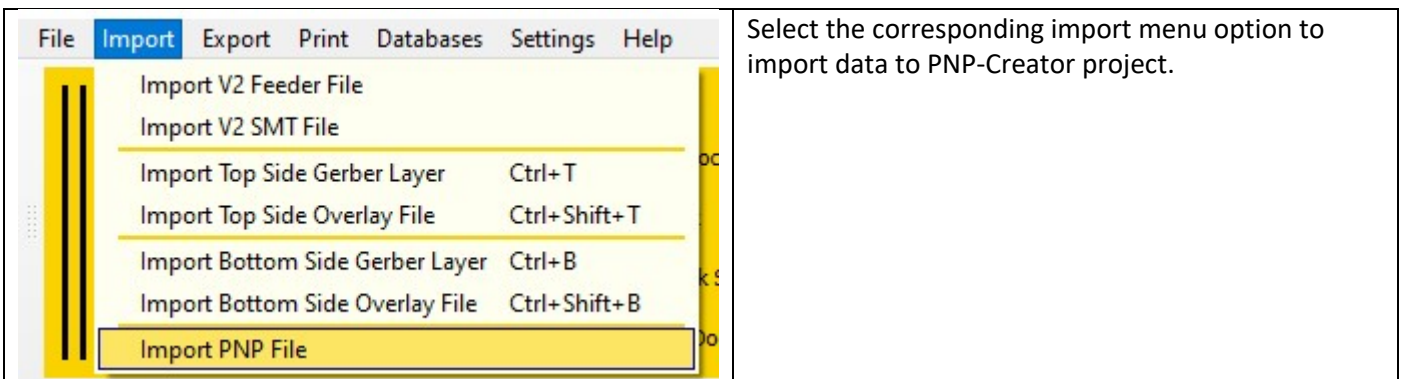 File Import Export Print Databases Settings Help
Import V2 Feeder File
Import V2 SMT File
Import Top Side Gerber Layer Ctrl+T
Import Top Side Overlay File Ctrl+Shift+T
Import Bottom Side Gerber Layer Ctrl+B
Import Bottom Side Overlay File Ctrl+Shift+B
Import PNP File
Select the corresponding import menu option to
import data to PNP-Creator project.